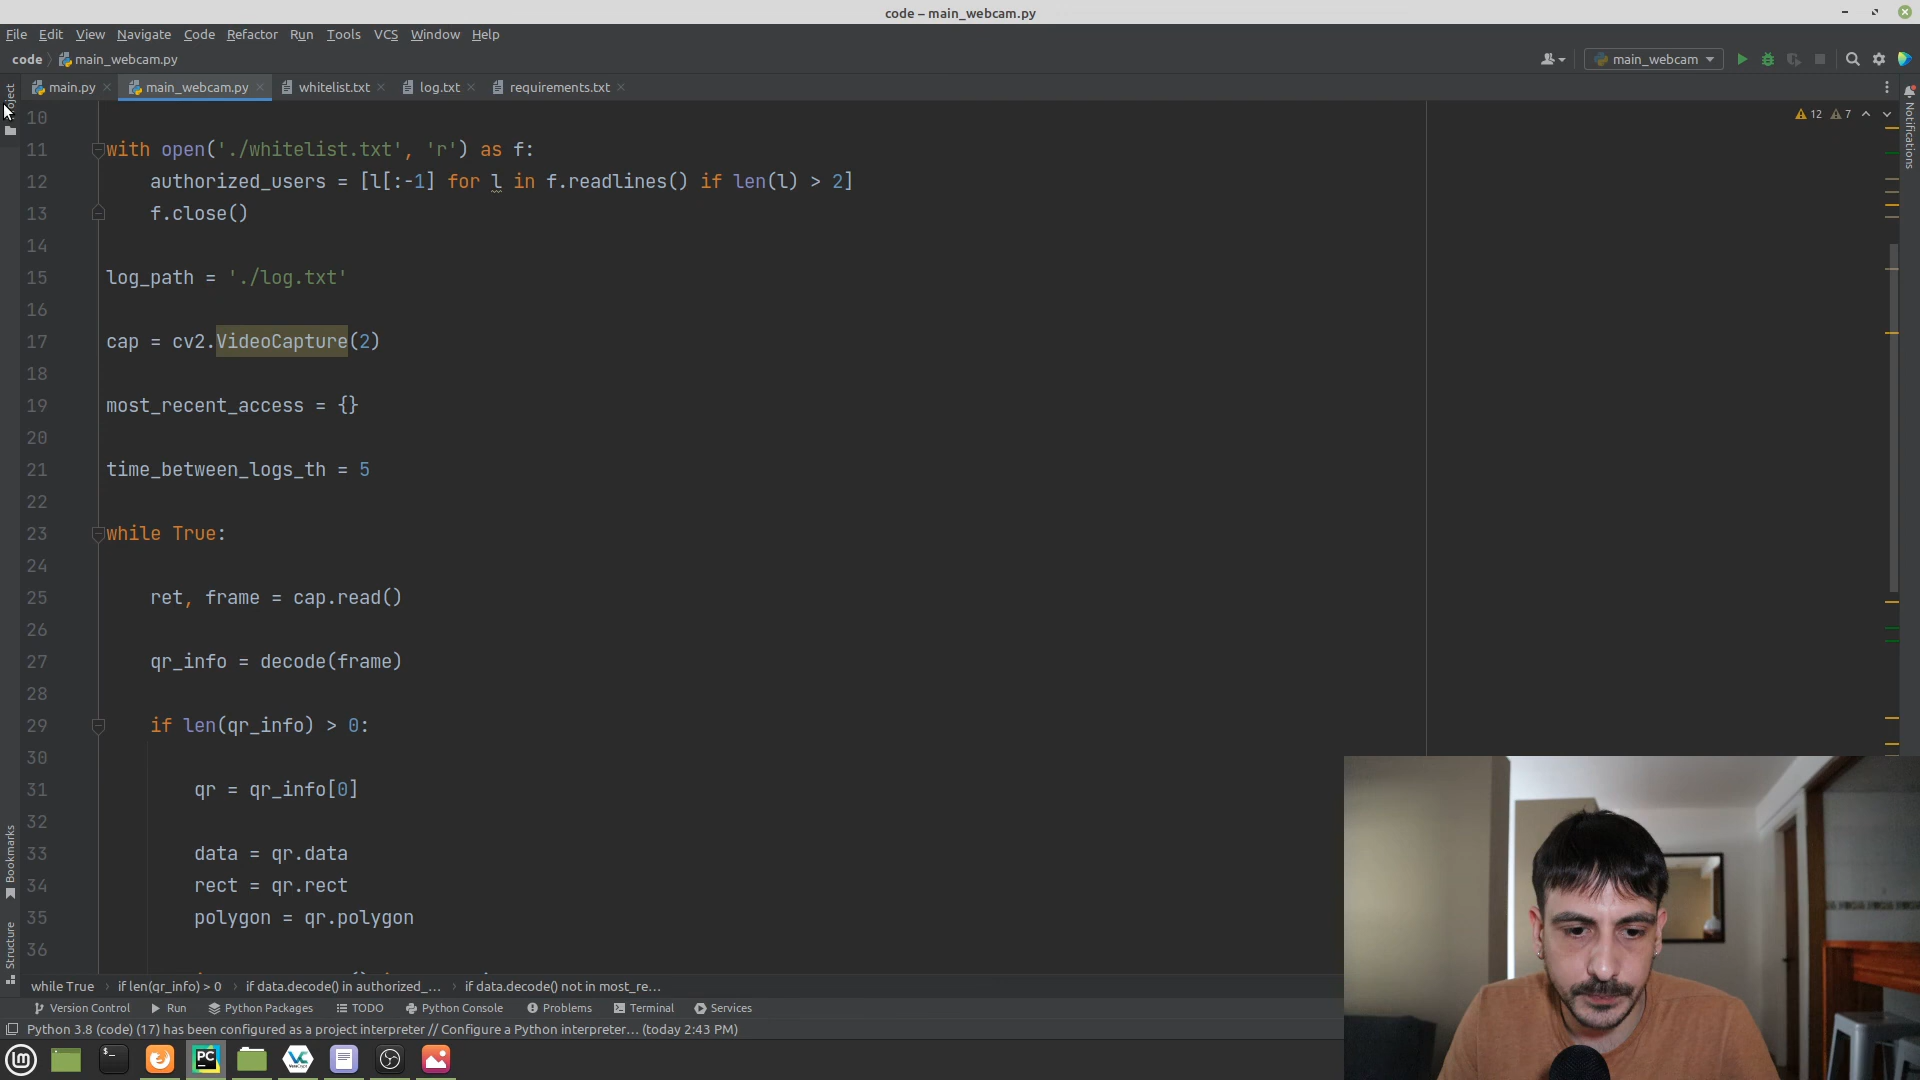 code – main_webcam.py
File Edit View Navigate Code Refactor Run Tools VCS Window Help
code main_webcam.py
main_webcam
main.py main_webcam.py whitelist.txt log.txt requirements.txt
12 7
Notifications
10
11 with open('./whitelist.txt', 'r') as f:
12 authorized_users = [l[:-1] for l in f.readlines() if len(l) > 2]
13 f.close()
14
15 log_path = './log.txt'
16
17 cap = cv2.VideoCapture(2)
18
19 most_recent_access = {}
20
21 time_between_logs_th = 5
22
23 while True:
24
25 ret, frame = cap.read()
26
27 qr_info = decode(frame)
28
29 if len(qr_info) > 0:
30
31 qr = qr_info[0]
32
33 data = qr.data
34 rect = qr.rect
35 polygon = qr.polygon
36
Bookmarks
Structure
while True if len(qr_info) > 0 if data.decode() in authorized_... if data.decode() not in most_re...
Version Control Run Python Packages TODO Python Console Problems Terminal Services
Python 3.8 (code) (17) has been configured as a project interpreter // Configure a Python interpreter... (today 2:43 PM)
PC